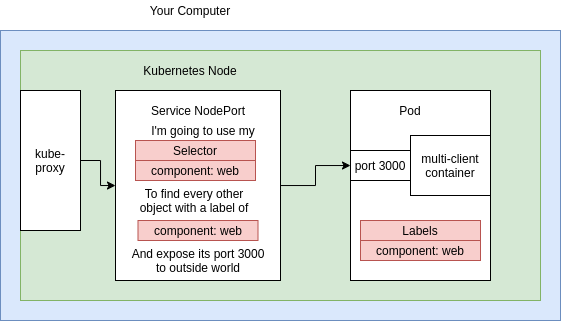 Your Computer
Kubernetes Node
kube-
proxy
Service NodePort
I'm going to use my
Selector
component: web
To find every other
object with a label of
component: web
And expose its port 3000
to outside world
Pod
port 3000
multi-client
container
Labels
component: web